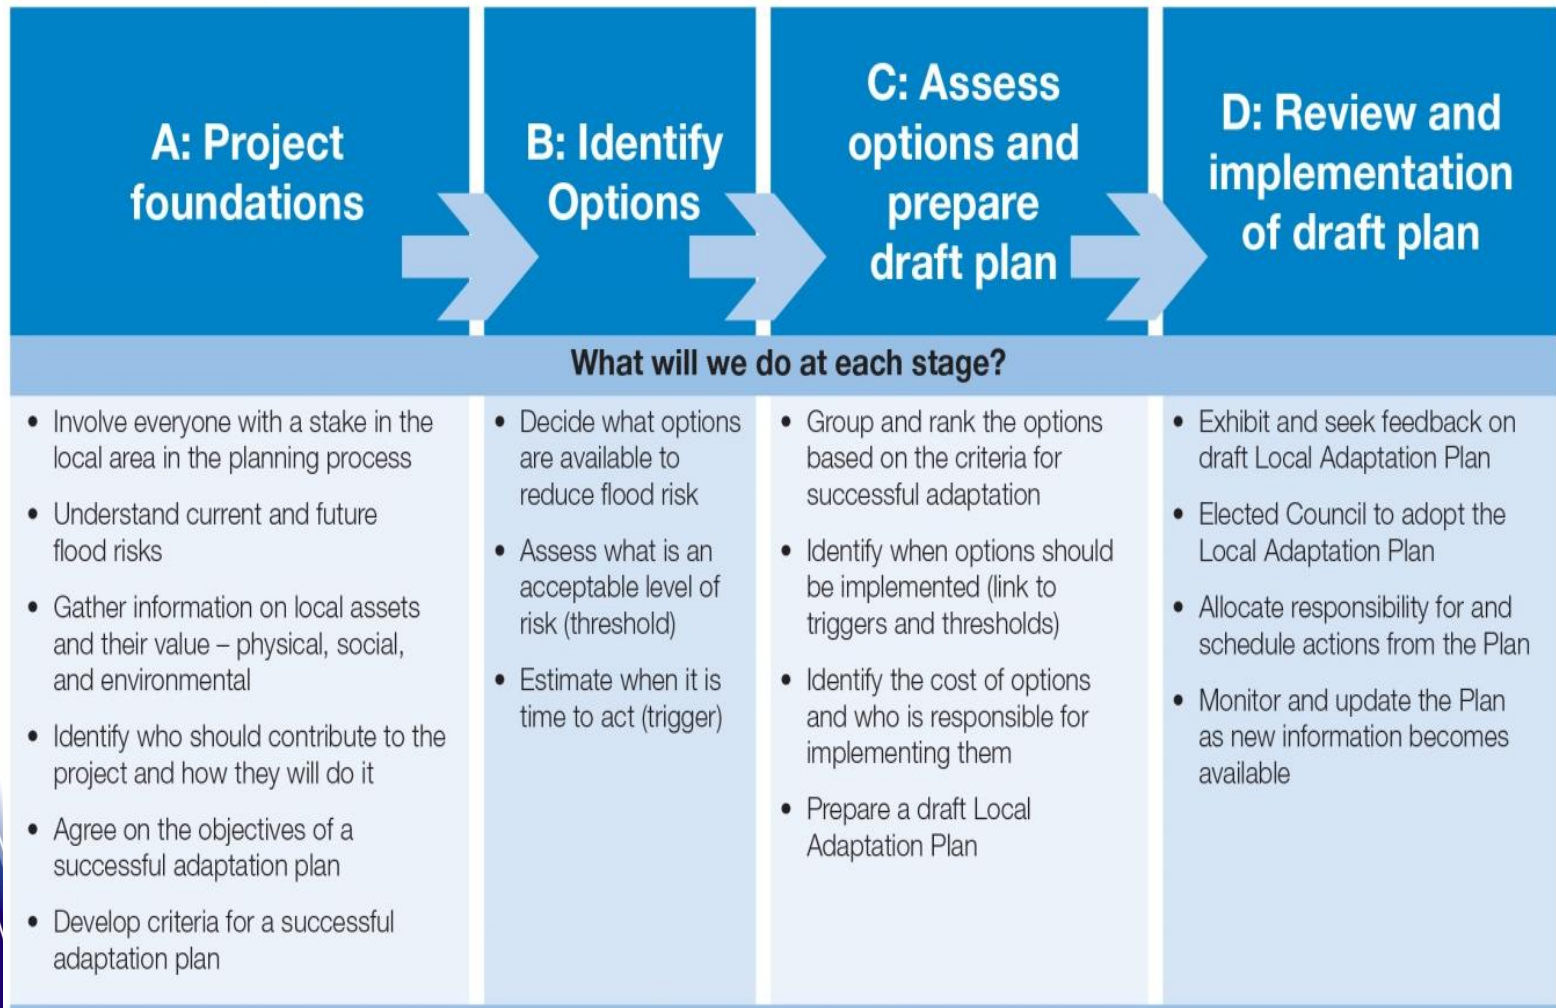 A: Project
foundations
B: Identify
Options
C: Assess
options and
prepare
draft plan
D: Review and
implementation
of draft plan
What will we do at each stage?
• Involve everyone with a stake in the
local area in the planning process
• Understand current and future
flood risks
• Gather information on local assets
and their value – physical, social,
and environmental
• Identify who should contribute to the
project and how they will do it
• Agree on the objectives of a
successful adaptation plan
• Develop criteria for a successful
adaptation plan
• Decide what options
are available to
reduce flood risk
• Assess what is an
acceptable level of
risk (threshold)
• Estimate when it is
time to act (trigger)
• Group and rank the options
based on the criteria for
successful adaptation
• Identify when options should
be implemented (link to
triggers and thresholds)
• Identify the cost of options
and who is responsible for
implementing them
• Prepare a draft Local
Adaptation Plan
• Exhibit and seek feedback on
draft Local Adaptation Plan
• Elected Council to adopt the
Local Adaptation Plan
• Allocate responsibility for and
schedule actions from the Plan
• Monitor and update the Plan
as new information becomes
available